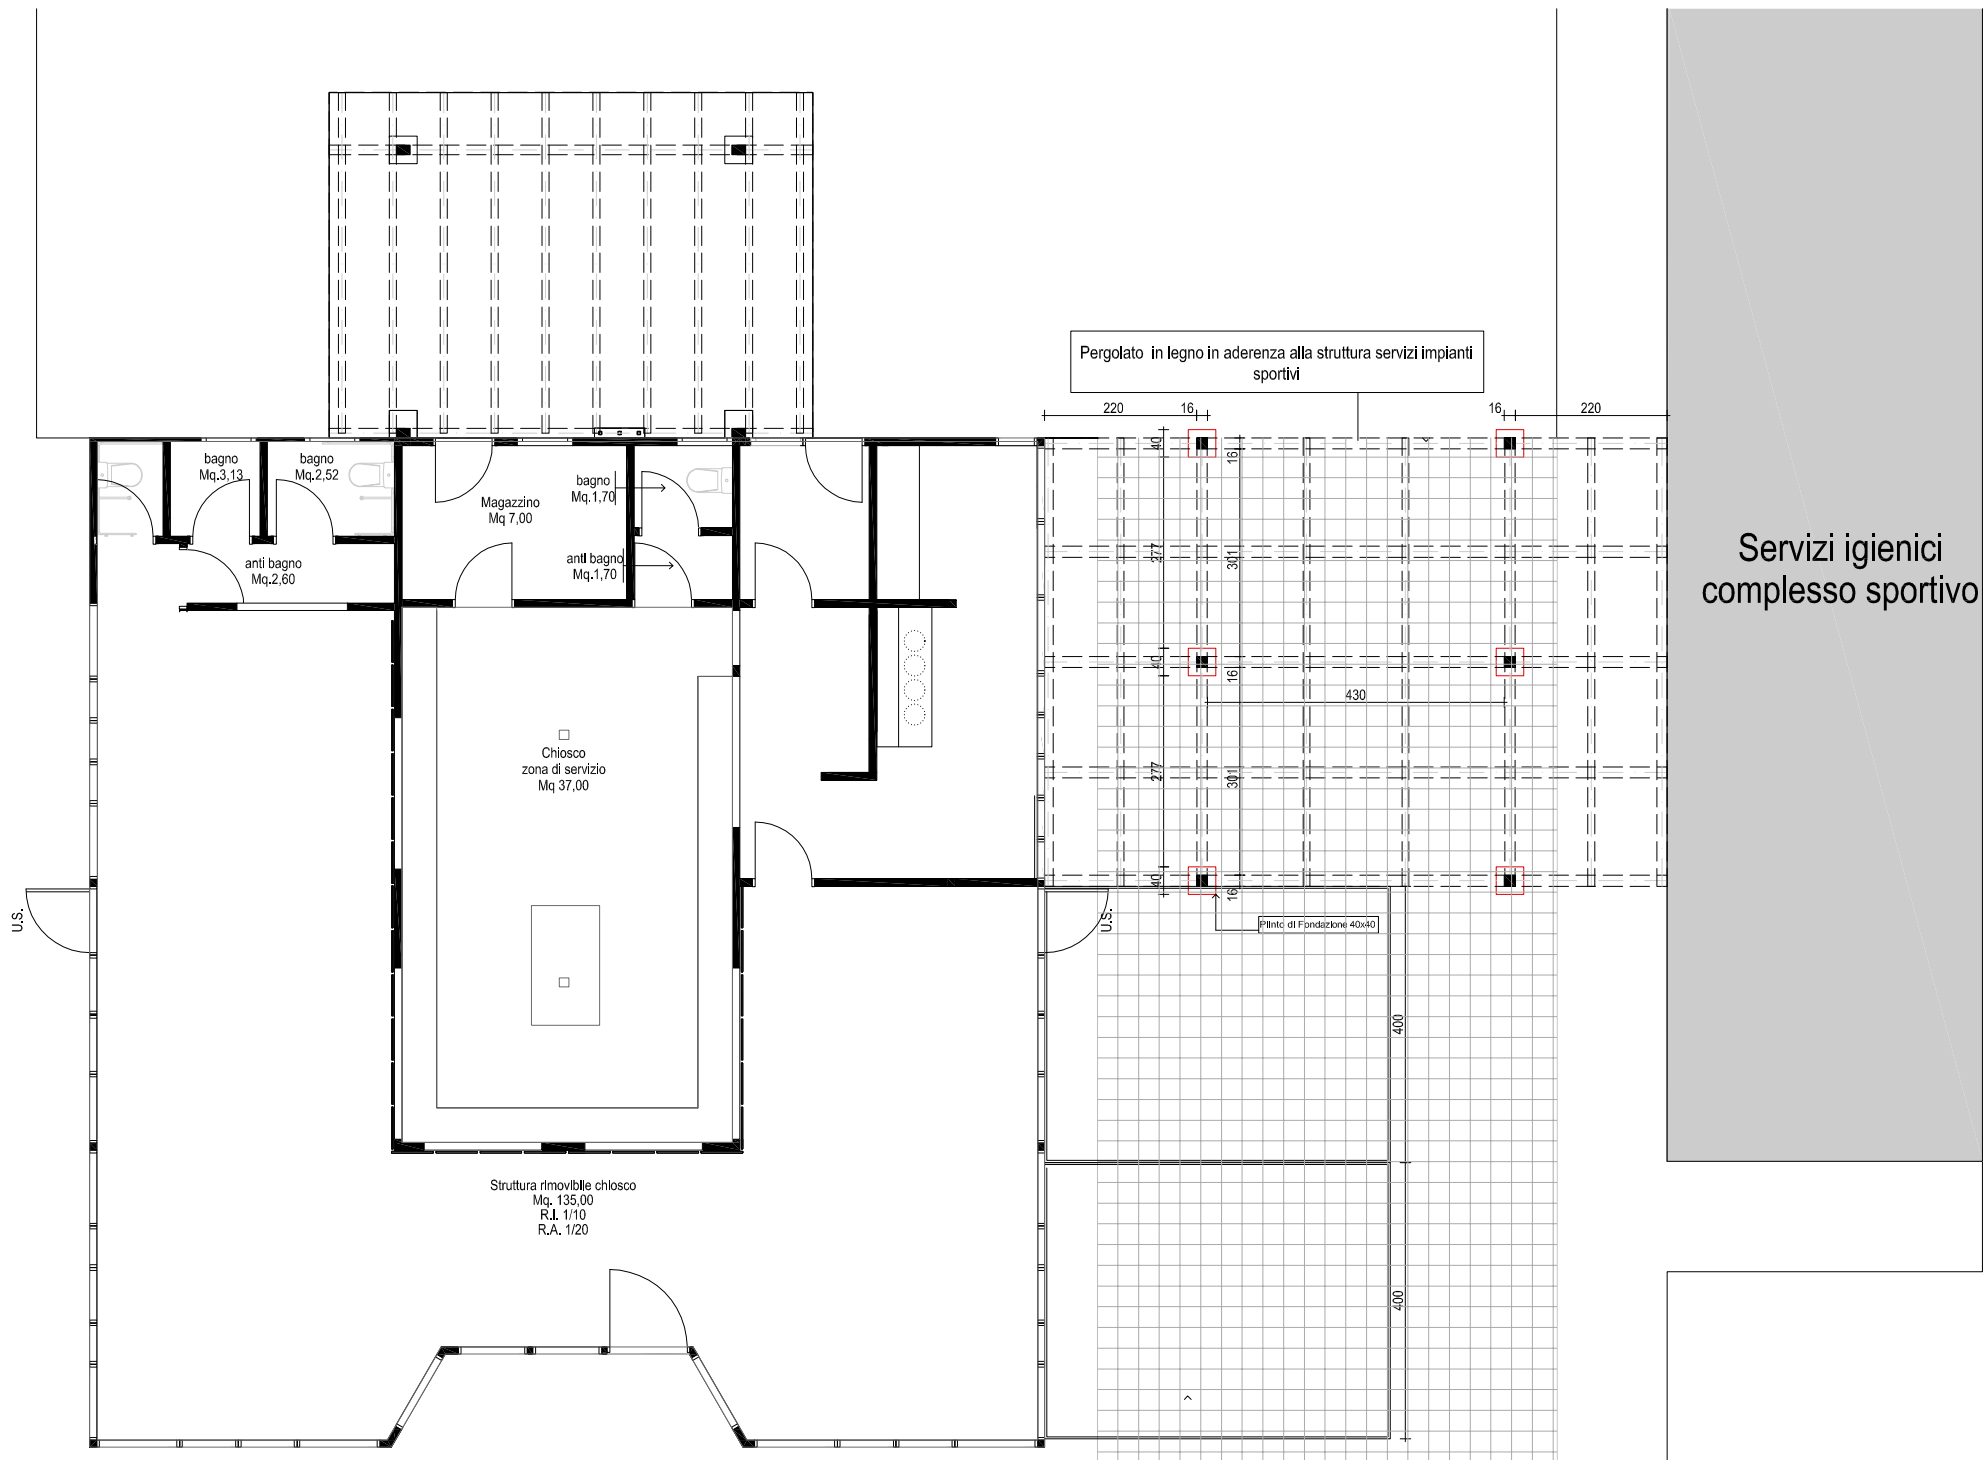 Pergolato in legno in aderenza alla struttura servizi impianti
sportivi
220
16
16
220
bagno
Mq.3,13
bagno
Mq.2,52
anti bagno
Mq.2,60
Magazzino
Mq 7,00
bagno
Mq.1,70
anti bagno
Mq.1,70
40
16
277
301
40
16
430
277
301
40
16
Servizi igienici
complesso sportivo
Chiosco
zona di servizio
Mq 37,00
U.S.
U.S.
Plinto di Fondazione 40x40
400
400
Struttura rimovibile chiosco
Mq. 135,00
R.I. 1/10
R.A. 1/20